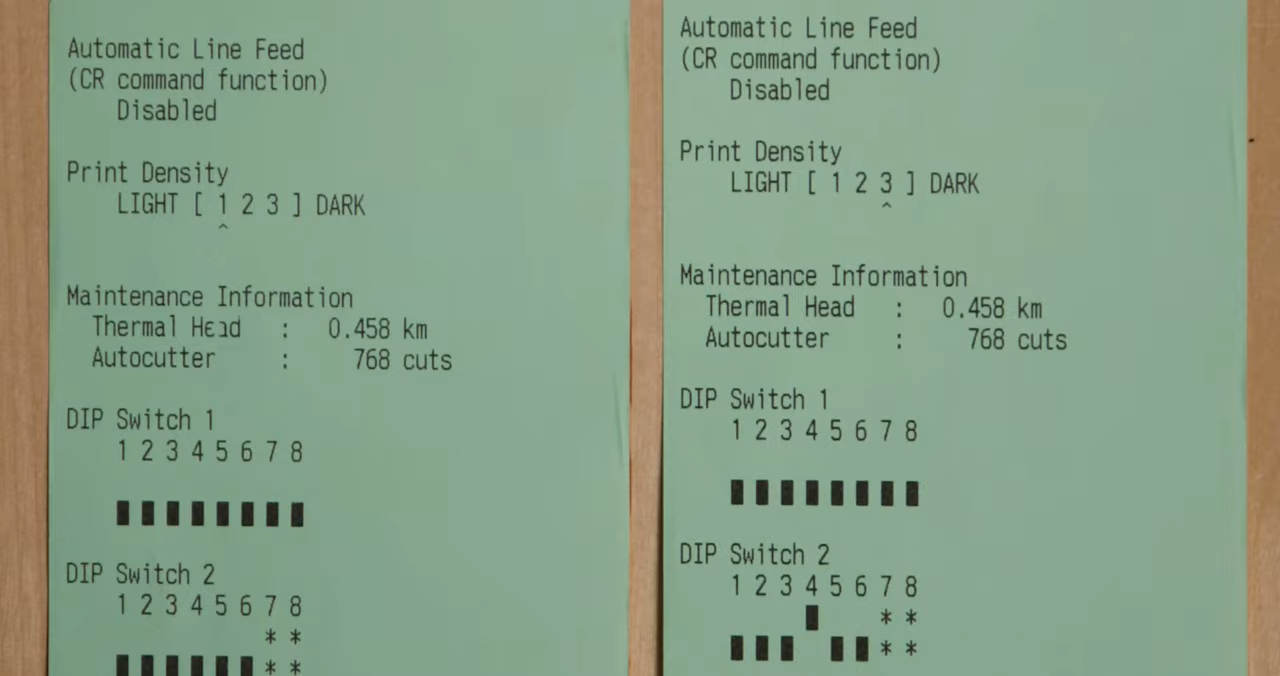 Automatic Line Feed
(CR command function)
Disabled
Print Density
LIGHT [ 1 2 3 ] DARK
^
Maintenance Information
Thermal Head : 0.458 km
Autocutter : 768 cuts
DIP Switch 1
1 2 3 4 5 6 7 8
DIP Switch 2
1 2 3 4 5 6 7 8
* *
* *
Automatic Line Feed
(CR command function)
Disabled
Print Density
LIGHT [ 1 2 3 ] DARK
^
Maintenance Information
Thermal Head : 0.458 km
Autocutter : 768 cuts
DIP Switch 1
1 2 3 4 5 6 7 8
DIP Switch 2
1 2 3 4 5 6 7 8
* *
* *